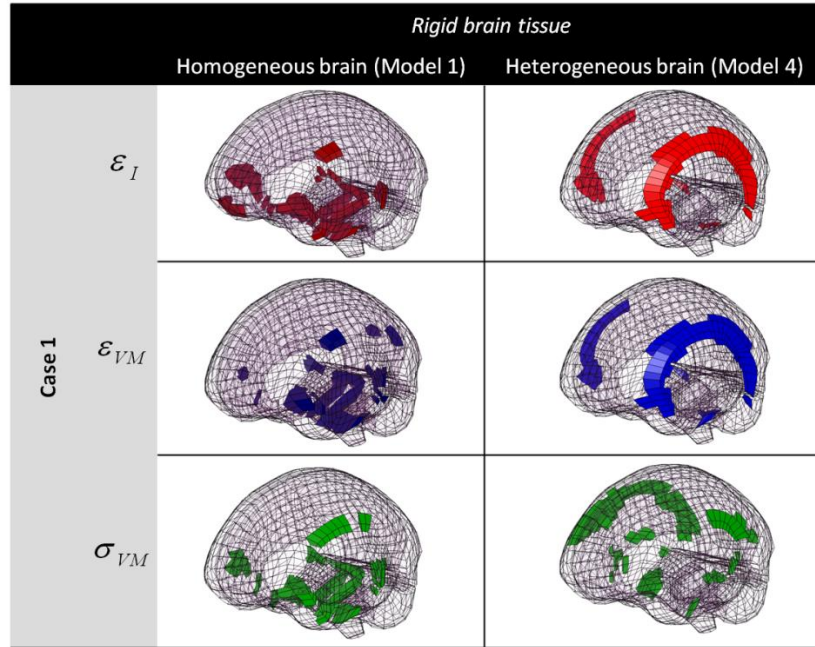 Rigid brain tissue
Homogeneous brain (Model 1) Heterogeneous brain (Model 4)
Case 1
ε_I
ε_VM
σ_VM